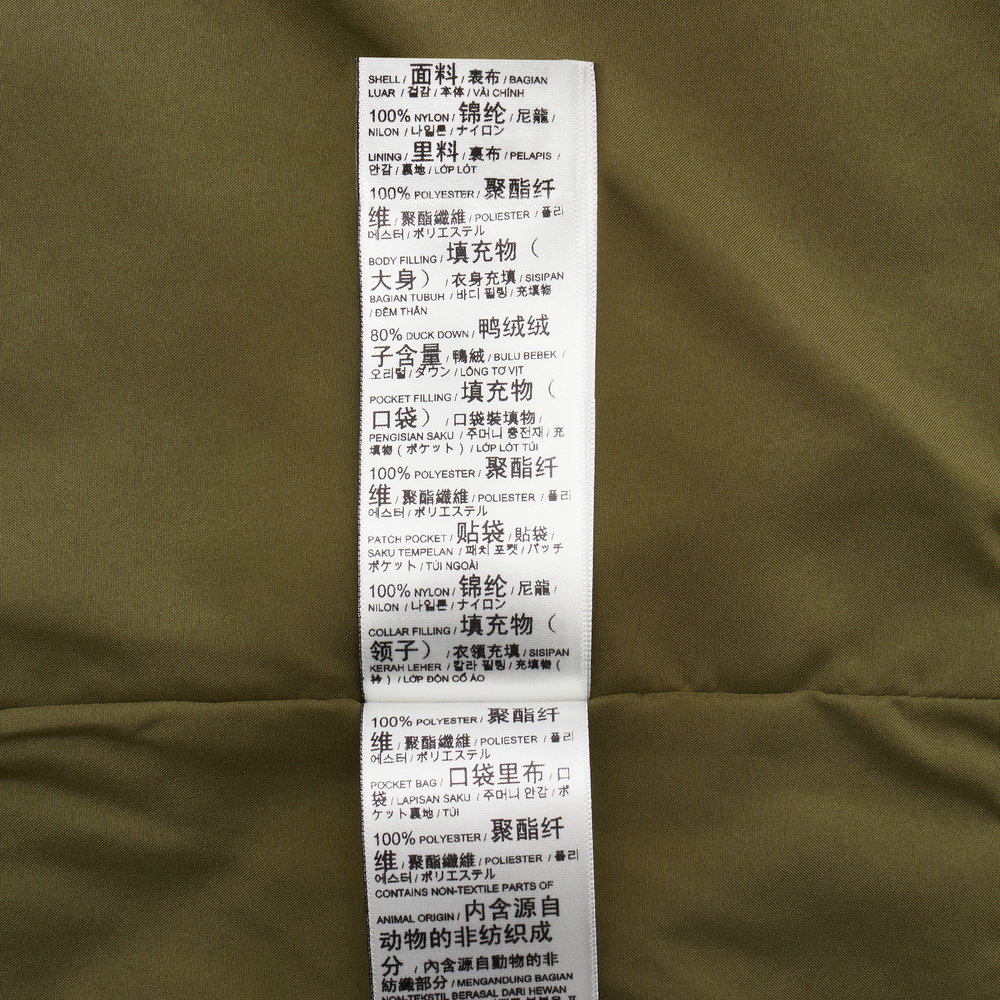 SHELL / 面料 / 表布 / BAGIAN
LUAR / 겉감 / 本体 / VẢI CHÍNH
100% NYLON / 锦纶 / 尼龍 /
NILON / 나일론 / ナイロン
LINING / 里料 / 裏布 / PELAPIS /
안감 / 裏地 / LỚP LÓT
100% POLYESTER / 聚酯纤
维 / 聚酯纖維 / POLIESTER / 폴리
에스터 / ポリエステル
BODY FILLING / 填充物（
大身） / 衣身充填 / SISIPAN
BAGIAN TUBUH / 바디 필링 / 充填物
/ ĐỆM THÂN
80% DUCK DOWN / 鸭绒绒
子含量 / 鴨絨 / BULU BEBEK /
오리털 / ダウン / LÔNG TƠ VỊT
POCKET FILLING / 填充物（
口袋） / 口袋裝填物 /
PENGISIAN SAKU / 주머니 충전재 / 充
填物 ( ポケット ) / LỚP LÓT TÚI
100% POLYESTER / 聚酯纤
维 / 聚酯纖維 / POLIESTER / 폴리
에스터 / ポリエステル
PATCH POCKET / 贴袋 / 貼袋 /
SAKU TEMPELAN / 패치 포켓 / パッチ
ポケット / TÚI NGOÀI
100% NYLON / 锦纶 / 尼龍 /
NILON / 나일론 / ナイロン
COLLAR FILLING / 填充物（
领子） / 衣領充填 / SISIPAN
KERAH LEHER / 칼라 필링 / 充填物 (
衿 ) / LỚP ĐỘN CỔ ÁO
100% POLYESTER / 聚酯纤
维 / 聚酯纖維 / POLIESTER / 폴리
에스터 / ポリエステル
POCKET BAG / 口袋里布 / 口
袋 / LAPISAN SAKU / 주머니 안감 / ポ
ケット裏地 / TÚI
100% POLYESTER / 聚酯纤
维 / 聚酯纖維 / POLIESTER / 폴리
에스터 / ポリエステル
CONTAINS NON-TEXTILE PARTS OF
ANIMAL ORIGIN / 内含源自
动物的非纺织成
分 / 內含源自動物的非
紡織部分 / MENGANDUNG BAGIAN
NON-TEKSTIL BERASAL DARI HEWAN